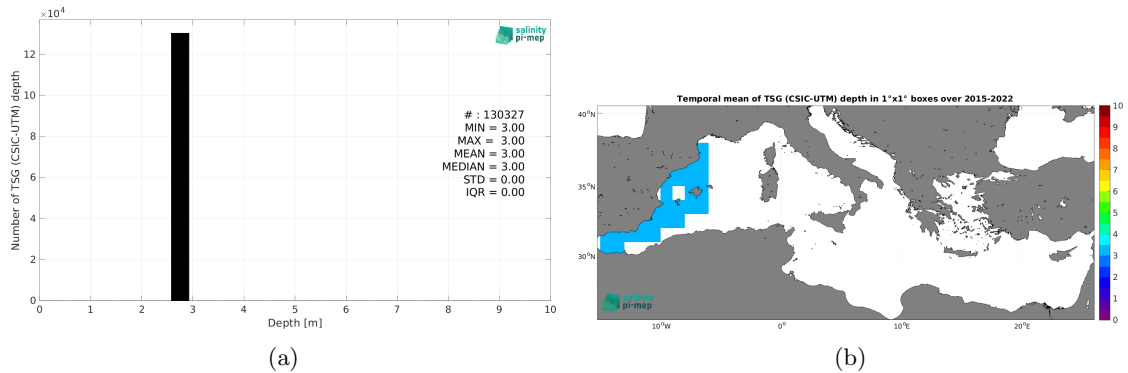 ×10⁴
12
10
8
6
4
2
0
0 1 2 3 4 5 6 7 8 9 10
Number of TSG (CSIC-UTM) depth
Depth [m]
salinity
pi-mep
# : 130327
MIN = 3.00
MAX = 3.00
MEAN = 3.00
MEDIAN = 3.00
STD = 0.00
IQR = 0.00
(a)
Temporal mean of TSG (CSIC-UTM) depth in 1°x1° boxes over 2015-2022
40°N
35°N
30°N
10°W 0° 10°E 20°E
salinity
pi-mep
10
9
8
7
6
5
4
3
2
1
0
(b)